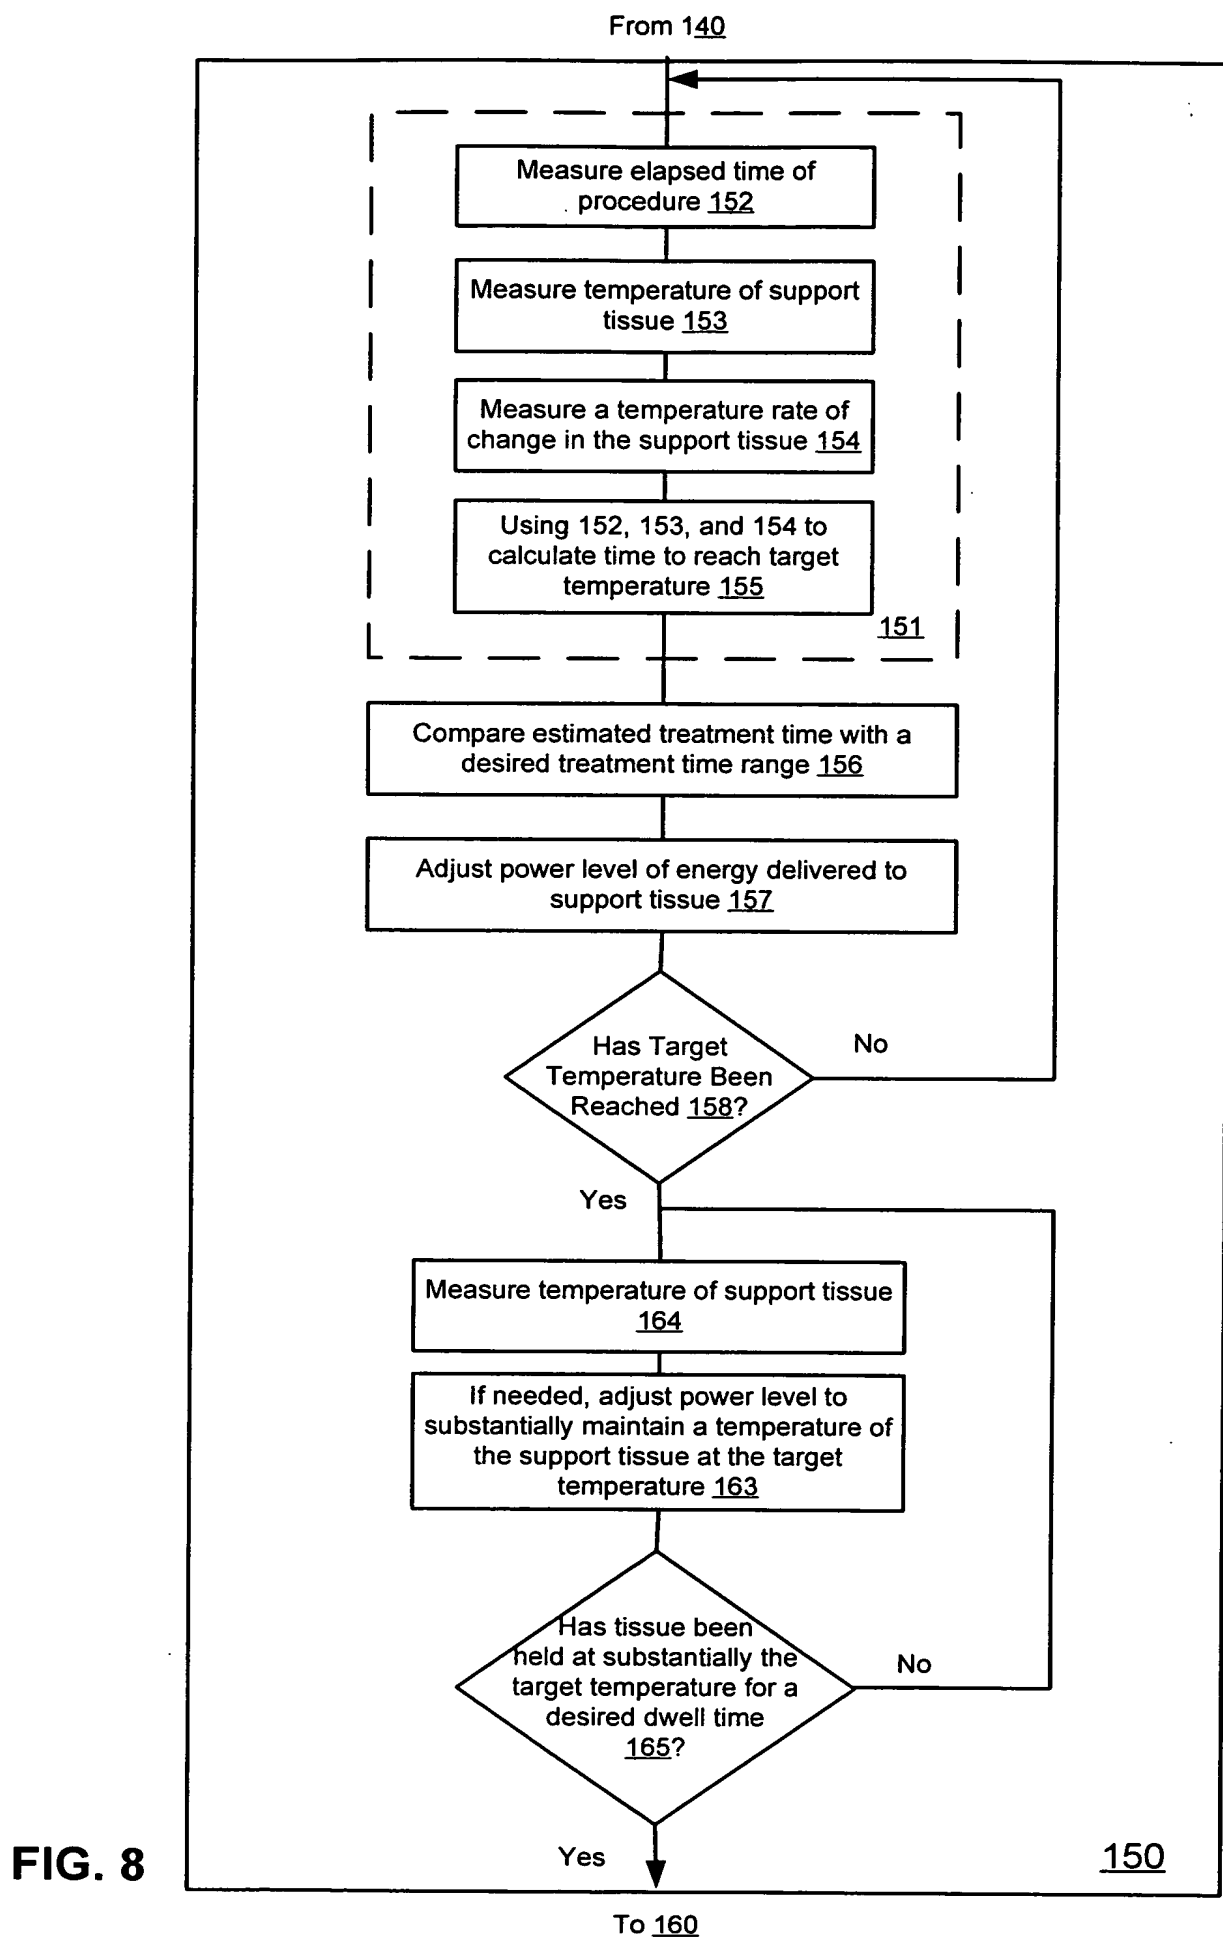 From 140
Measure elapsed time of
procedure 152
Measure temperature of support
tissue 153
Measure a temperature rate of
change in the support tissue 154
Using 152, 153, and 154 to
calculate time to reach target
temperature 155
151
Compare estimated treatment time with a
desired treatment time range 156
Adjust power level of energy delivered to
support tissue 157
Has Target
Temperature Been
Reached 158?
No
Yes
Measure temperature of support tissue
164
If needed, adjust power level to
substantially maintain a temperature of
the support tissue at the target
temperature 163
Has tissue been
held at substantially the
target temperature for a
desired dwell time
165?
No
Yes
150
FIG. 8
To 160